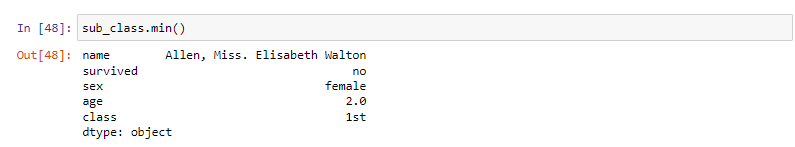 In [48]: sub_class.min()
Out[48]: name Allen, Miss. Elisabeth Walton
survived no
sex female
age 2.0
class 1st
dtype: object